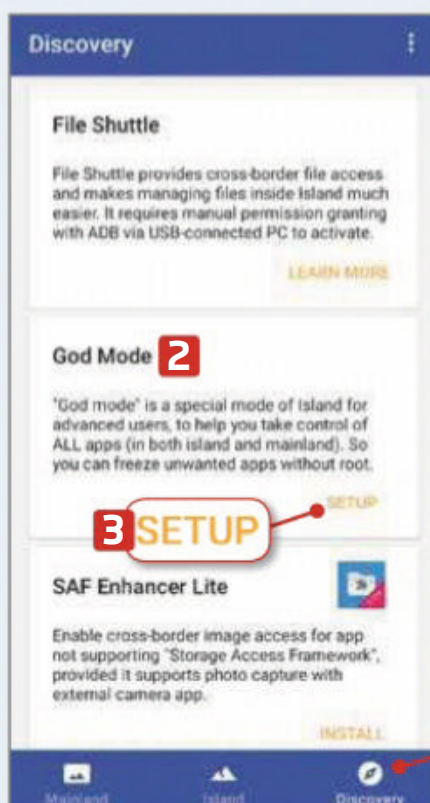 Discovery
File Shuttle
File Shuttle provides cross-border file access
and makes managing files inside Island much
easier. It requires manual permission granting
with ADB via USB-connected PC to activate.
LEARN MORE
God Mode 2
"God mode" is a special mode of Island for
advanced users, to help you take control of
ALL apps (in both island and mainland). So
you can freeze unwanted apps without root.
SETUP
3 SETUP
SAF Enhancer Lite
Enable cross-border image access for app
not supporting "Storage Access Framework",
provided it supports photo capture with
external camera app.
INSTALL
Mainland Island Discovery